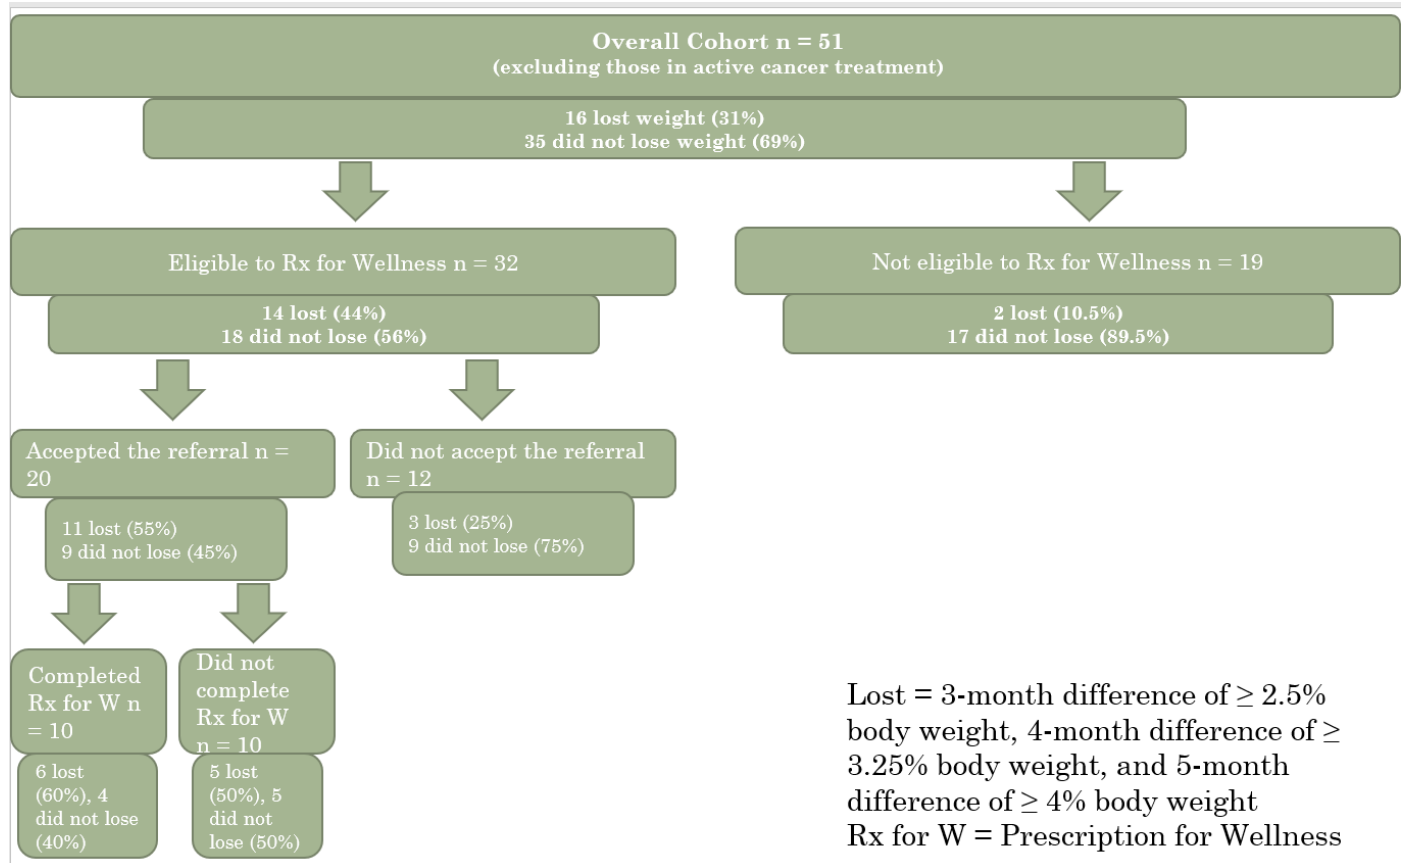 Overall Cohort n = 51
(excluding those in active cancer treatment)
16 lost weight (31%)
35 did not lose weight (69%)
Eligible to Rx for Wellness n = 32
Not eligible to Rx for Wellness n = 19
14 lost (44%)
18 did not lose (56%)
2 lost (10.5%)
17 did not lose (89.5%)
Accepted the referral n =
20
Did not accept the referral
n = 12
11 lost (55%)
9 did not lose (45%)
3 lost (25%)
9 did not lose (75%)
Completed
Rx for W n
= 10
Did not
complete
Rx for W
n = 10
6 lost
(60%), 4
did not lose
(40%)
5 lost
(50%), 5
did not
lose (50%)
Lost = 3-month difference of ≥ 2.5%
body weight, 4-month difference of ≥
3.25% body weight, and 5-month
difference of ≥ 4% body weight
Rx for W = Prescription for Wellness